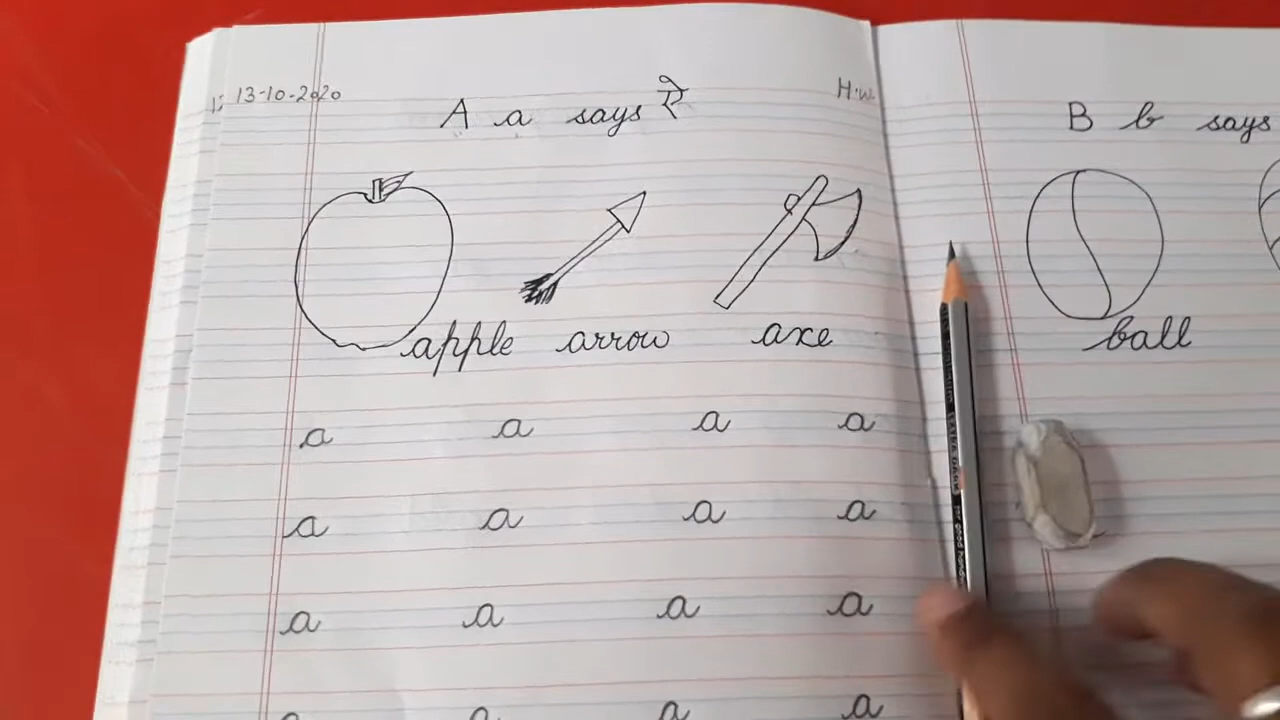 13-10-2020
H.W.
A a says रे
apple arrow axe
a a a a
a a a a
a a a a
a a a a
B b says
ball